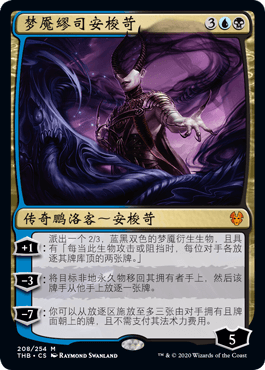 梦魇缪司安梭苛 3
传奇鹏洛客～安梭苛
+1: 派出一个2/3，蓝黑双色的梦魇衍生生物，且具有「每当此生物攻击或阻挡时，每位对手各放逐其牌库顶的两张牌。」
-3: 将目标非地永久物移回其拥有者手上，然后该牌手从他手上放逐一张牌。
-7: 你可以从放逐区施放至多三张由对手拥有且牌面朝上的牌，且不需支付其法术力费用。
5
208/254 M
THB • CS RAYMOND SWANLAND
™ & © 2020 Wizards of the Coast